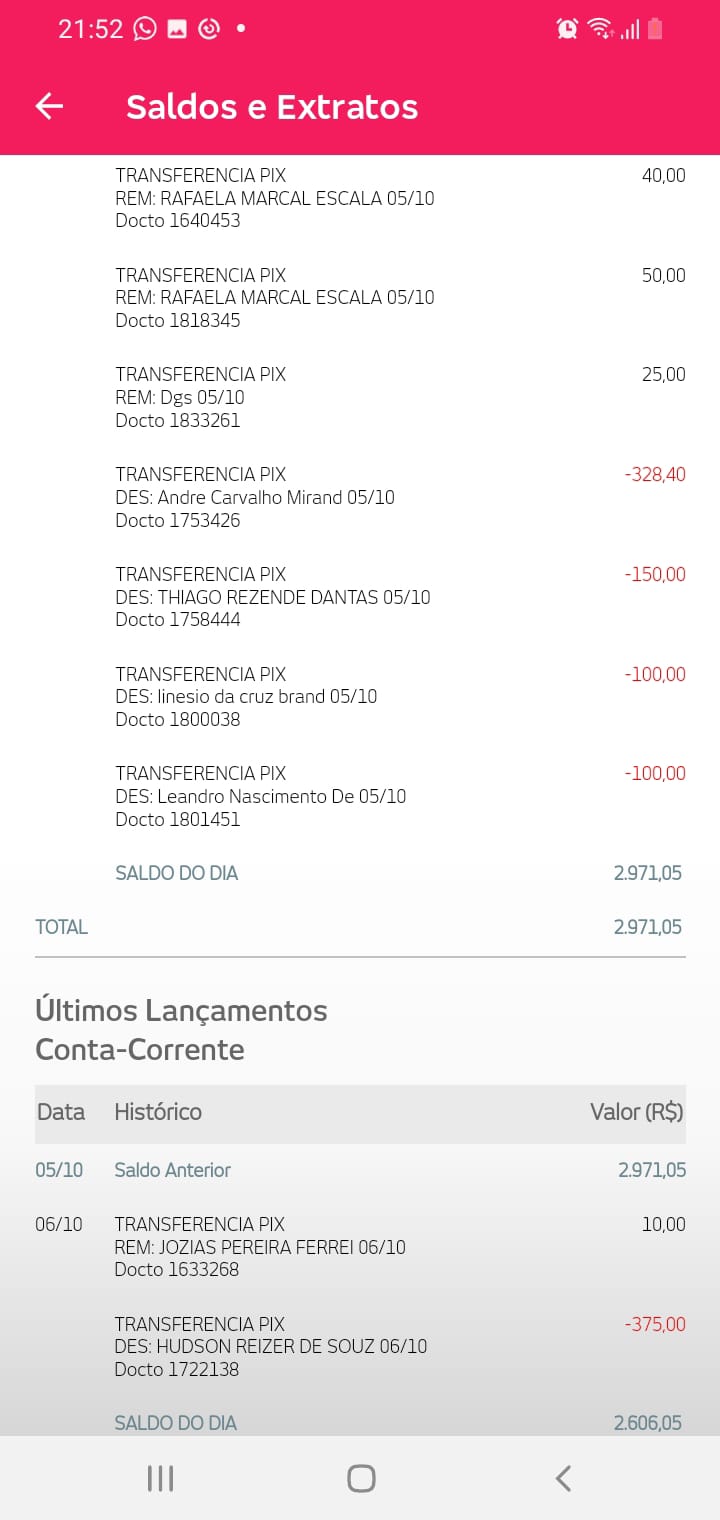 21:52
Saldos e Extratos
TRANSFERENCIA PIX 40,00
REM: RAFAELA MARCAL ESCALA 05/10
Docto 1640453
TRANSFERENCIA PIX 50,00
REM: RAFAELA MARCAL ESCALA 05/10
Docto 1818345
TRANSFERENCIA PIX 25,00
REM: Dgs 05/10
Docto 1833261
TRANSFERENCIA PIX -328,40
DES: Andre Carvalho Mirand 05/10
Docto 1753426
TRANSFERENCIA PIX -150,00
DES: THIAGO REZENDE DANTAS 05/10
Docto 1758444
TRANSFERENCIA PIX -100,00
DES: linesio da cruz brand 05/10
Docto 1800038
TRANSFERENCIA PIX -100,00
DES: Leandro Nascimento De 05/10
Docto 1801451
SALDO DO DIA 2.971,05
TOTAL 2.971,05
Últimos Lançamentos
Conta-Corrente
Data Histórico Valor (R$)
05/10 Saldo Anterior 2.971,05
06/10 TRANSFERENCIA PIX 10,00
REM: JOZIAS PEREIRA FERREI 06/10
Docto 1633268
TRANSFERENCIA PIX -375,00
DES: HUDSON REIZER DE SOUZ 06/10
Docto 1722138
SALDO DO DIA 2.606,05